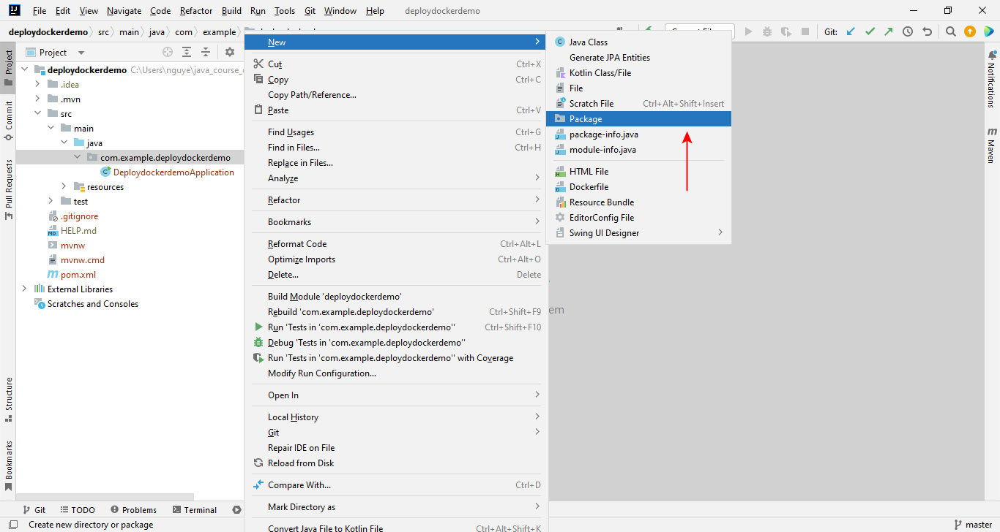 File Edit View Navigate Code Refactor Build Run Tools Git Window Help deploydockerdemo
deploydockerdemo src main java com example
Git:
Project
Project
Commit
Pull Requests
Structure
Bookmarks
deploydockerdemo C:\Users\nguye\java_course_
.idea
.mvn
src
main
java
com.example.deploydockerdemo
DeploydockerdemoApplication
resources
test
.gitignore
HELP.md
mvnw
mvnw.cmd
pom.xml
External Libraries
Scratches and Consoles
New
Cut Ctrl+X
Copy Ctrl+C
Copy Path/Reference...
Paste Ctrl+V
Find Usages Ctrl+G
Find in Files... Ctrl+H
Replace in Files...
Analyze
Refactor
Bookmarks
Reformat Code Ctrl+Alt+L
Optimize Imports Ctrl+Alt+O
Delete... Delete
Build Module 'deploydockerdemo'
Rebuild 'com.example.deploydockerdemo' Ctrl+Shift+F9
Run 'Tests in 'com.example.deploydockerdemo'' Ctrl+Shift+F10
Debug 'Tests in 'com.example.deploydockerdemo''
Run 'Tests in 'com.example.deploydockerdemo'' with Coverage
Modify Run Configuration...
Open In
Local History
Git
Repair IDE on File
Reload from Disk
Compare With... Ctrl+D
Mark Directory as
Convert Java File to Kotlin File Ctrl+Alt+Shift+K
Java Class
Generate JPA Entities
Kotlin Class/File
File
Scratch File Ctrl+Alt+Shift+Insert
Package
package-info.java
module-info.java
HTML File
Dockerfile
Resource Bundle
EditorConfig File
Swing UI Designer
em
Notifications
Maven
Git TODO Problems Terminal
Create new directory or package
master